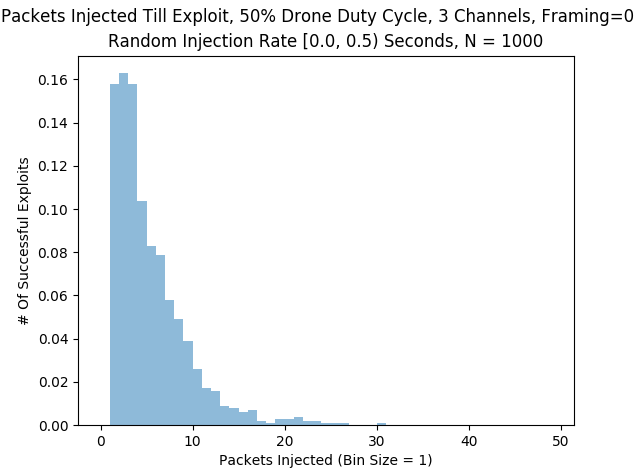 Packets Injected Till Exploit, 50% Drone Duty Cycle, 3 Channels, Framing=0
Random Injection Rate [0.0, 0.5) Seconds, N = 1000
# Of Successful Exploits
0.16
0.14
0.12
0.10
0.08
0.06
0.04
0.02
0.00
0 10 20 30 40 50
Packets Injected (Bin Size = 1)